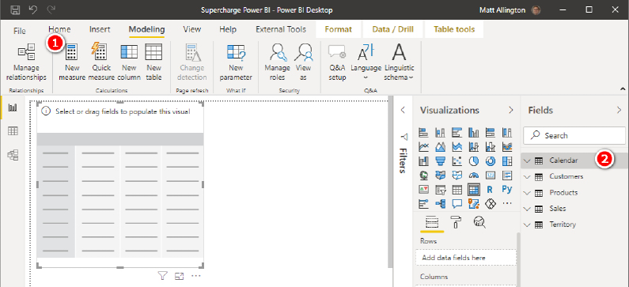 Supercharge Power BI - Power BI Desktop
Matt Allington
File Home Insert Modeling View Help External Tools Format Data / Drill Table tools
1
Manage relationships
New measure
Quick measure
New column
New table
Change detection
New parameter
Manage roles
View as
Q&A setup
Language
Linguistic schema
Relationships Calculations Page refresh What if Security Q&A
Select or drag fields to populate this visual
Filters
Visualizations
R Py
Rows
Add data fields here
Columns
Fields
Search
Calendar
2
Customers
Products
Sales
Territory